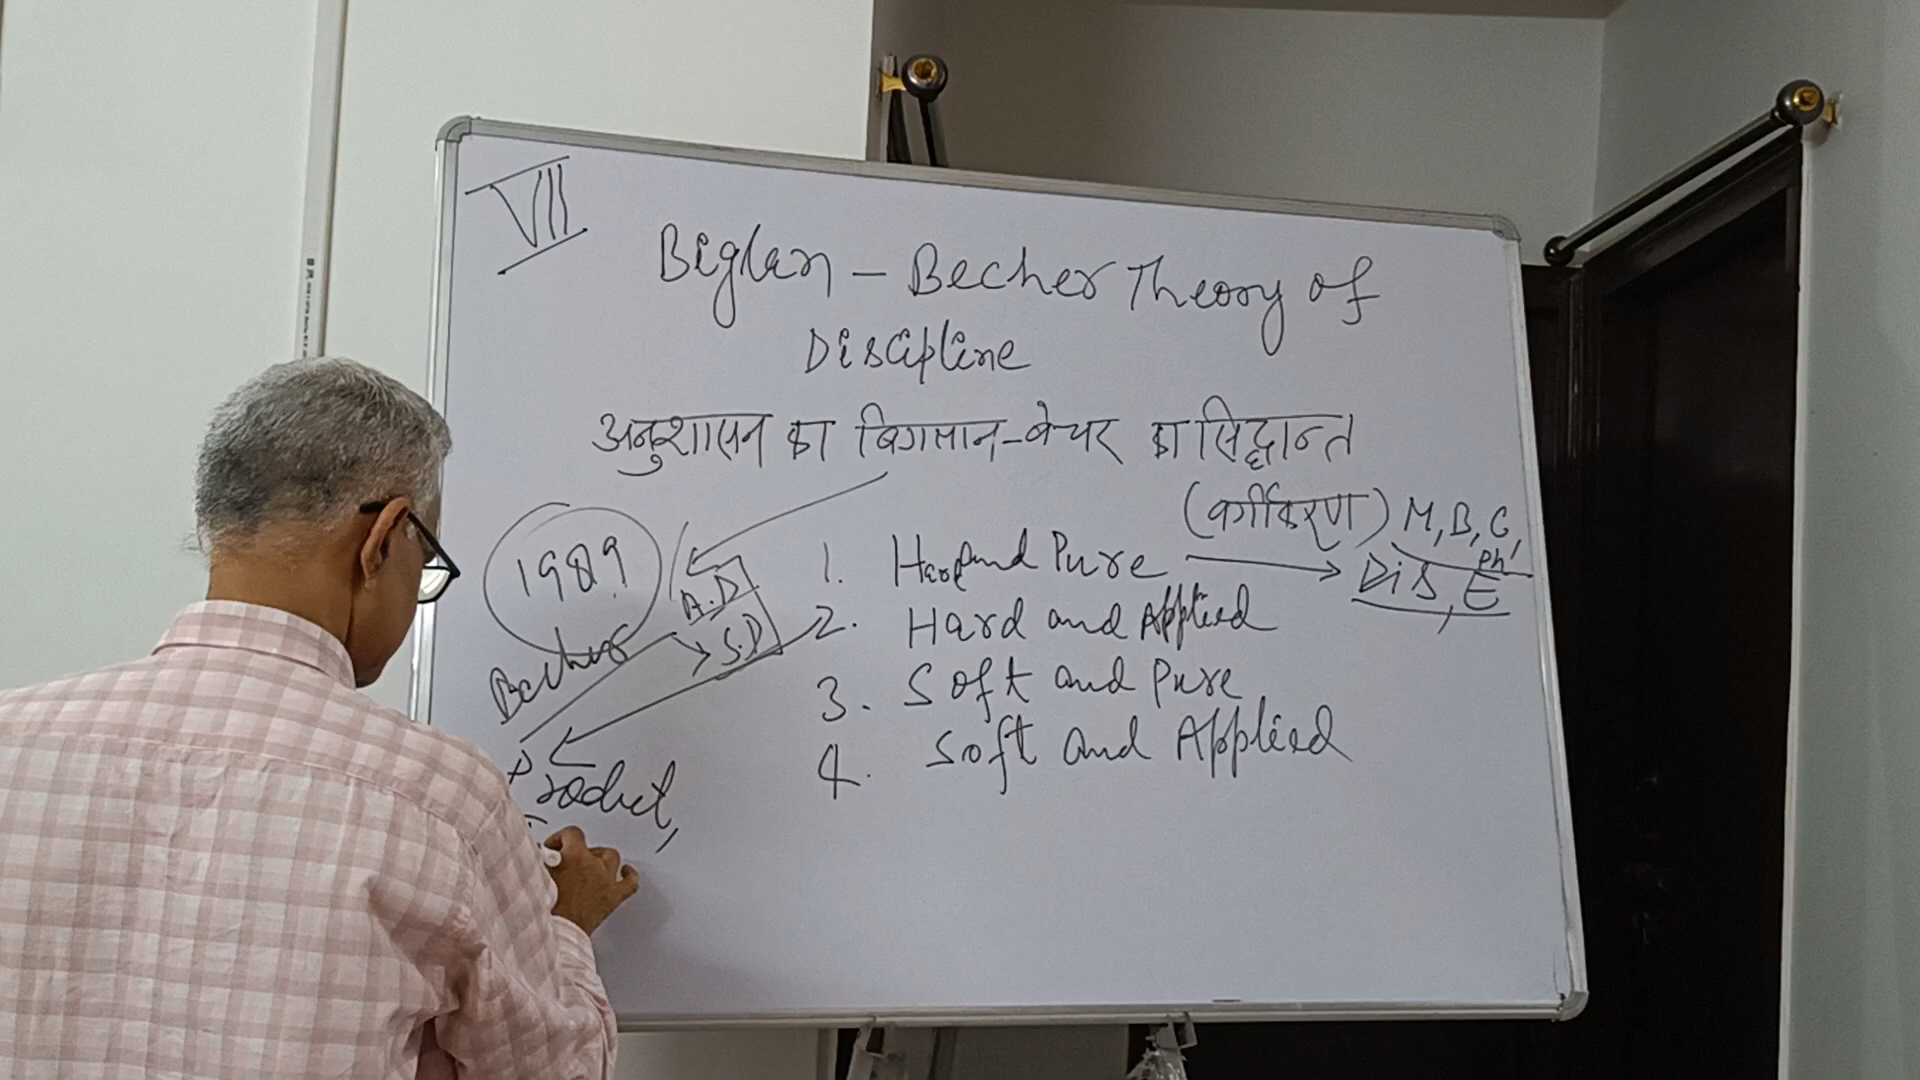 VII
Biglan - Becher Theory of
Discipline
अनुशासन का बिगलान-बेचर का सिद्धान्त
(वर्गीकरण) M, B, C,
Ph
Dis, E
1989
Becher
A.D
S.D
1. Hard and Pure
2. Hard and Applied
3. Soft and Pure
4. Soft and Applied
Product,